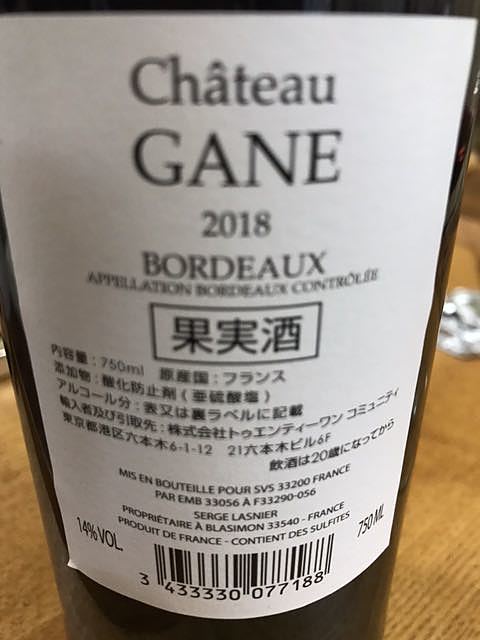 Château
GANE
2018
BORDEAUX
APPELLATION BORDEAUX CONTRÔLÉE
果実酒
内容量：750ml 原産国：フランス
添加物：酸化防止剤（亜硫酸塩）
アルコール分：表又は裏ラベルに記載
輸入者及び引取先：株式会社トゥエンティーワン コミュニティ
東京都港区六本木6-1-12 21六本木ビル6F
飲酒は20歳になってから
MIS EN BOUTEILLE POUR SVS 33200 FRANCE
PAR EMB 33056 À F33290-056
SERGE LASNIER
PROPRIÉTAIRE À BLASIMON 33540 - FRANCE
PRODUIT DE FRANCE - CONTIENT DES SULFITES
14% VOL.
750 ML
3 433330 077188